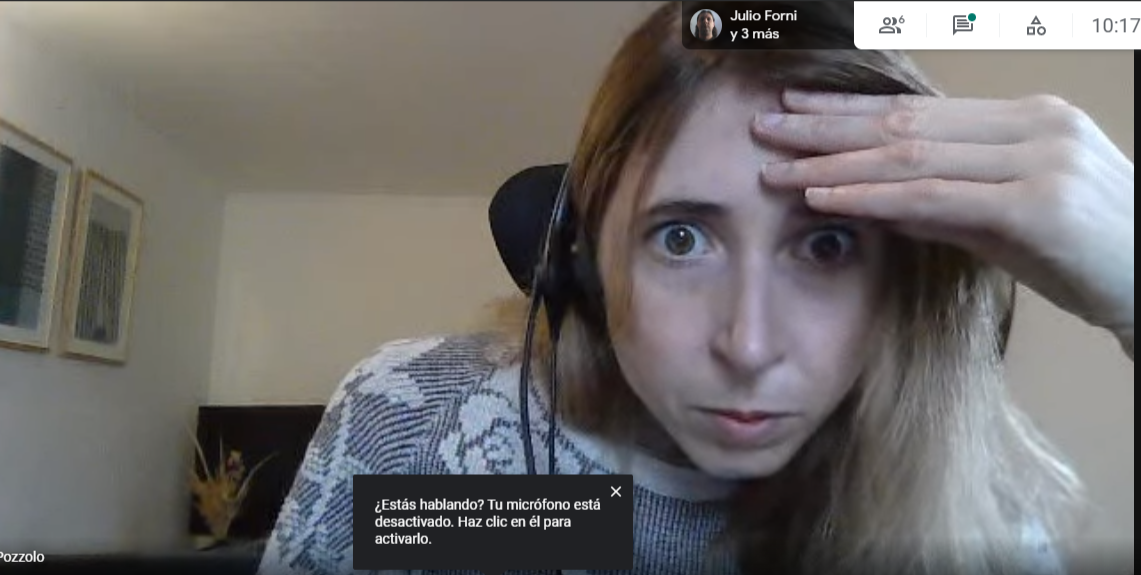 Julio Forni
y 3 más
6
10:17
¿Estás hablando? Tu micrófono está
desactivado. Haz clic en él para
activarlo.
Pozzolo